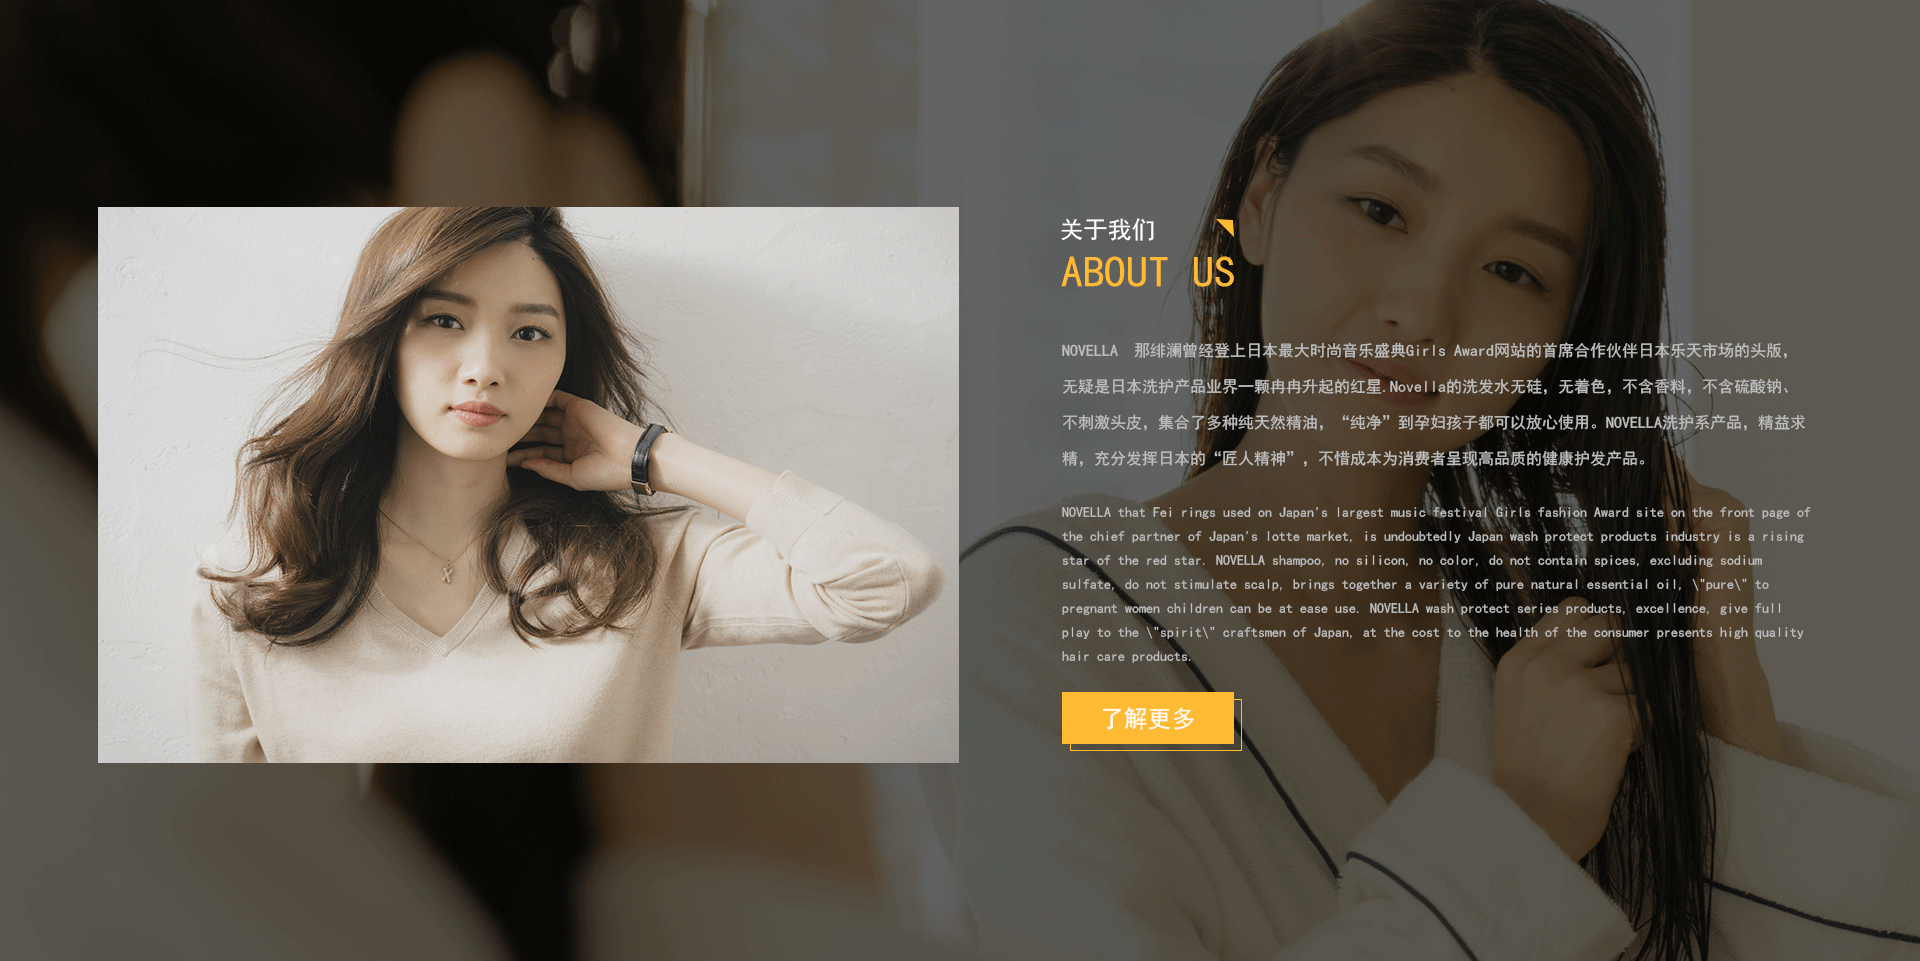 关于我们
ABOUT US
NOVELLA 那绯澜曾经登上日本最大时尚音乐盛典Girls Award网站的首席合作伙伴日本乐天市场的头版，
无疑是日本洗护产品业界一颗冉冉升起的红星.Novella的洗发水无硅，无着色，不含香料，不含硫酸钠、
不刺激头皮，集合了多种纯天然精油，“纯净”到孕妇孩子都可以放心使用。NOVELLA洗护系产品，精益求
精，充分发挥日本的“匠人精神”，不惜成本为消费者呈现高品质的健康护发产品。
NOVELLA that Fei rings used on Japan's largest music festival Girls fashion Award site on the front page of
the chief partner of Japan's lotte market, is undoubtedly Japan wash protect products industry is a rising
star of the red star. NOVELLA shampoo, no silicon, no color, do not contain spices, excluding sodium
sulfate, do not stimulate scalp, brings together a variety of pure natural essential oil, \"pure\" to
pregnant women children can be at ease use. NOVELLA wash protect series products, excellence, give full
play to the \"spirit\" craftsmen of Japan, at the cost to the health of the consumer presents high quality
hair care products.
了解更多